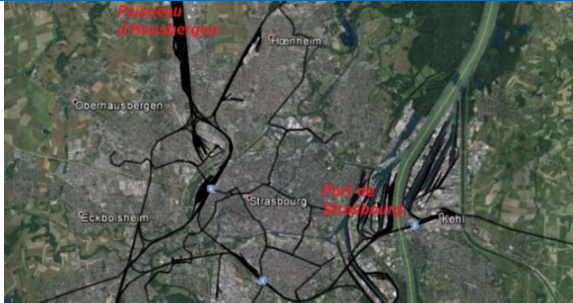 Faisceau
d'Hausbergen
Hœnheim
Oberhausbergen
Eckbolsheim
Strasbourg
Port de
Strasbourg
Kehl